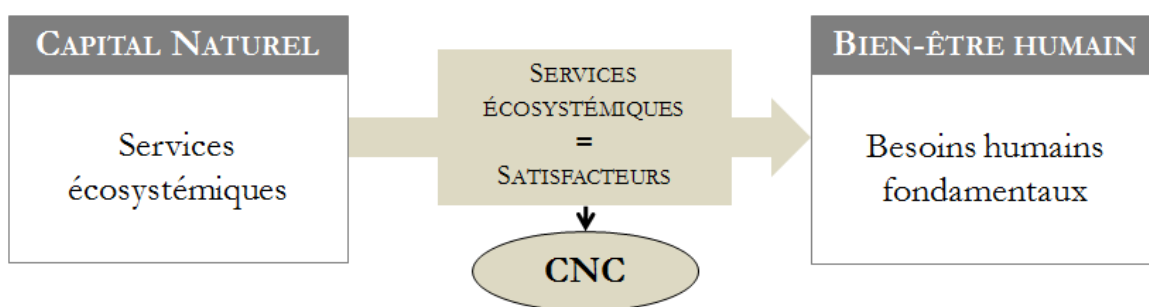 CAPITAL NATUREL
Services
écosystémiques
SERVICES
ÉCOSYSTÉMIQUES
=
SATISFACTEURS
CNC
BIEN-ÊTRE HUMAIN
Besoins humains
fondamentaux